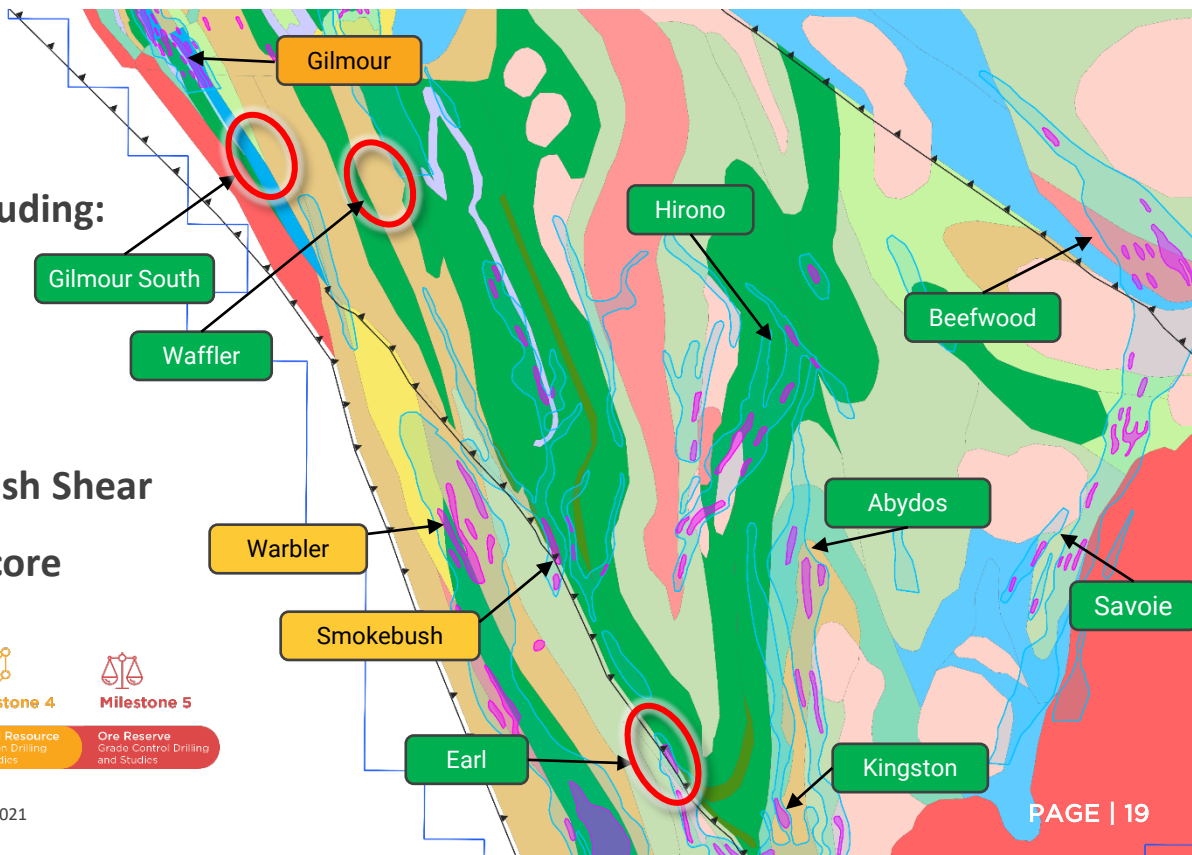 Gilmour
uding:
Hirono
Gilmour South
Beefwood
Waffler
sh Shear
Abydos
Warbler
core
Savoie
Smokebush
stone 4
Milestone 5
Resource
n Drilling
dies
Ore Reserve
Grade Control Drilling
and Studies
Earl
Kingston
2021
PAGE | 19